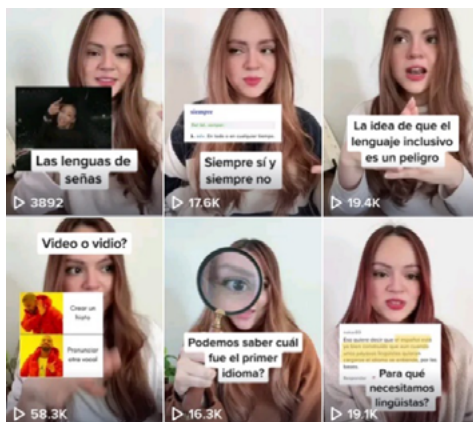 Las lenguas de
señas
3892
siempre
Siempre sí y
siempre no
17.6K
La idea de que el
lenguaje inclusivo
es un peligro
19.4K
Video o vidio?
Crear un
hiato
Pronunciar
otra vocal
58.3K
Podemos saber cuál
fue el primer
idioma?
16.3K
Para qué
necesitamos
lingüistas?
19.1K